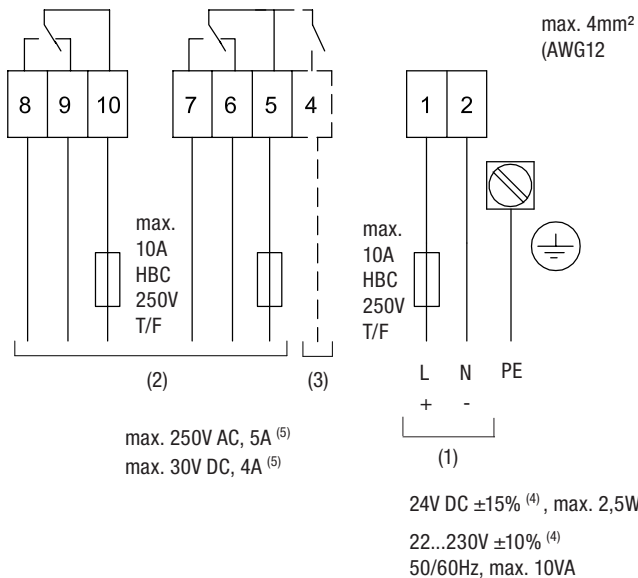 max. 4mm²
(AWG12
8 9 10 7 6 5 4 1 2
max.
10A
HBC
250V
T/F
max.
10A
HBC
250V
T/F
(2) (3)
L N PE
+ -
(1)
max. 250V AC, 5A (5)
max. 30V DC, 4A (5)
24V DC ±15% (4) , max. 2,5W
22...230V ±10% (4)
50/60Hz, max. 10VA